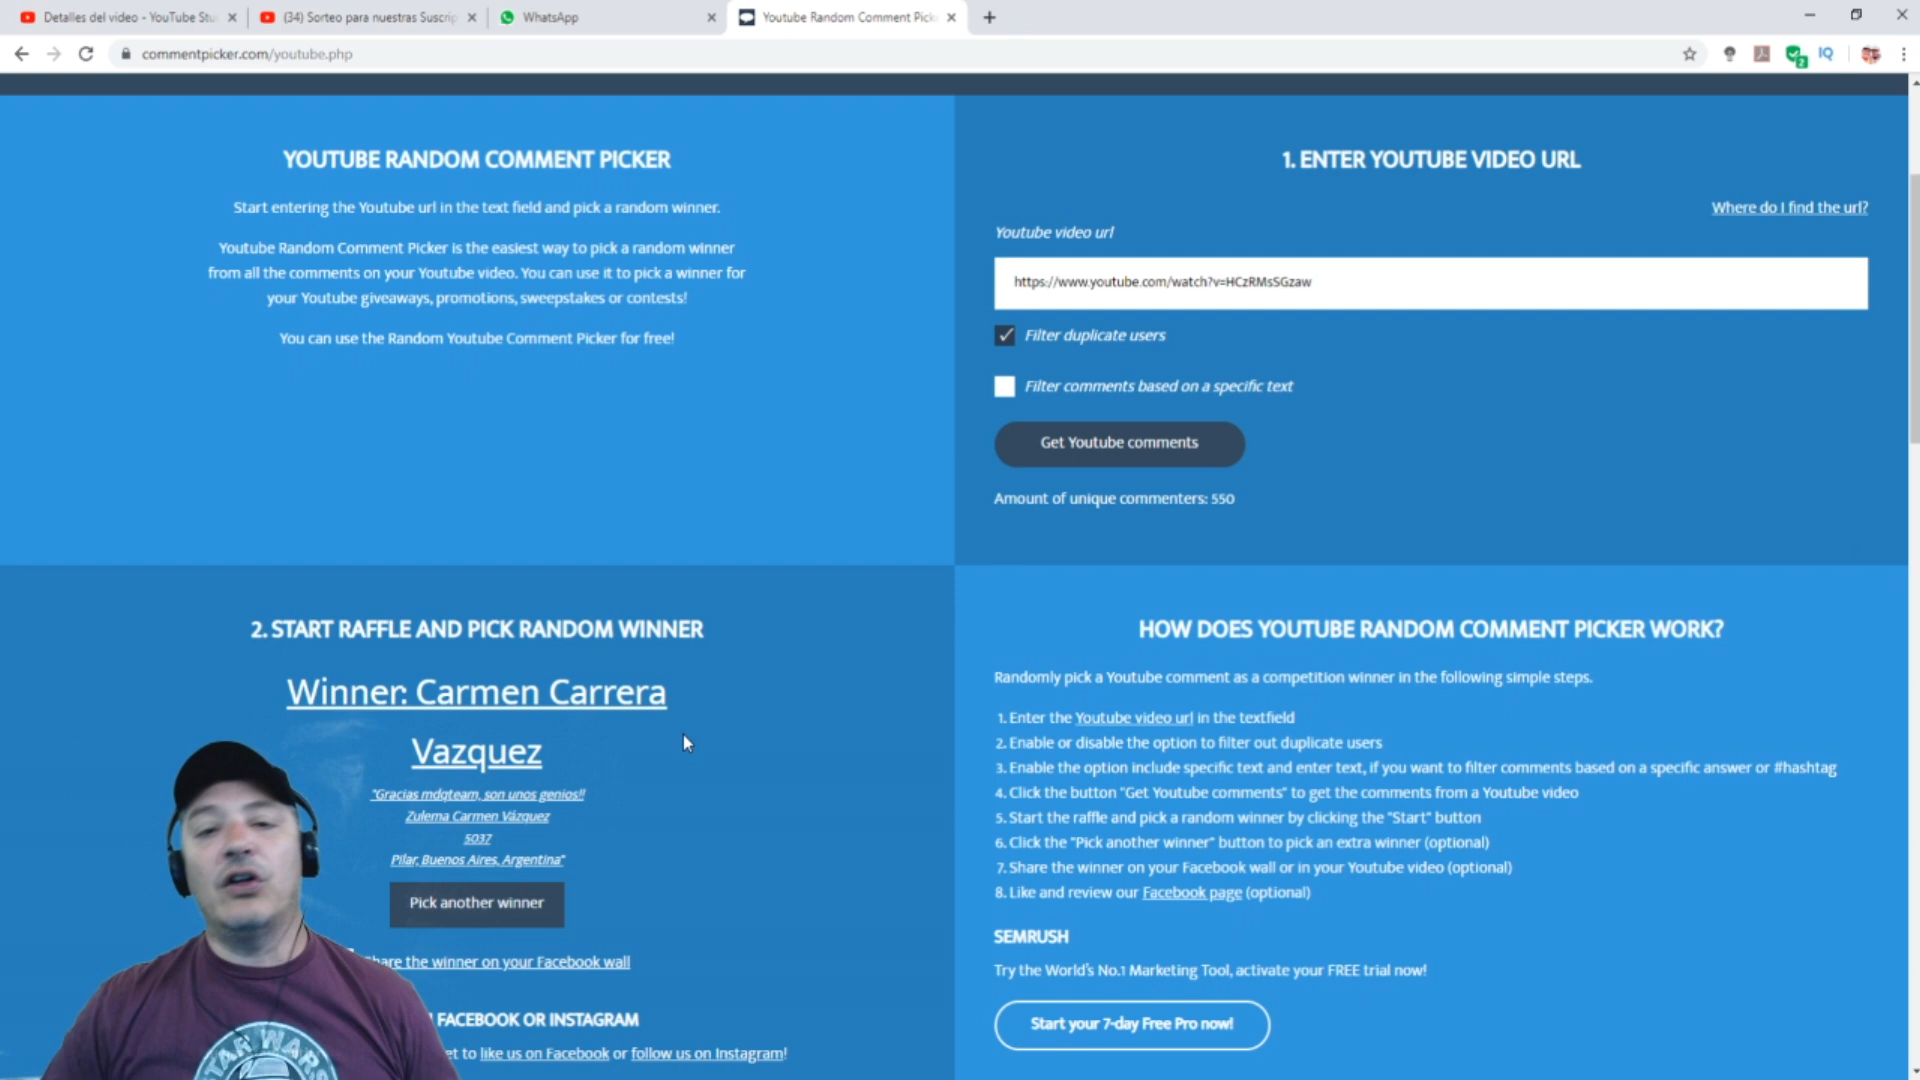 Detalles del video - YouTube Stu
(34) Sorteo para nuestras Suscrip
WhatsApp
Youtube Random Comment Pick
commentpicker.com/youtube.php
2
IQ
YOUTUBE RANDOM COMMENT PICKER
Start entering the Youtube url in the text field and pick a random winner.
Youtube Random Comment Picker is the easiest way to pick a random winner
from all the comments on your Youtube video. You can use it to pick a winner for
your Youtube giveaways, promotions, sweepstakes or contests!
You can use the Random Youtube Comment Picker for free!
1. ENTER YOUTUBE VIDEO URL
Where do I find the url?
Youtube video url
https://www.youtube.com/watch?v=HCzRMsSGzaw
Filter duplicate users
Filter comments based on a specific text
Get Youtube comments
Amount of unique commenters: 550
2. START RAFFLE AND PICK RANDOM WINNER
Winner: Carmen Carrera
Vazquez
"Gracias mdqteam, son unos genios!!
Zulema Carmen Vázquez
5037
Pilar, Buenos Aires, Argentina"
Pick another winner
Share the winner on your Facebook wall
FACEBOOK OR INSTAGRAM
et to like us on Facebook or follow us on Instagram!
STAR WARS
HOW DOES YOUTUBE RANDOM COMMENT PICKER WORK?
Randomly pick a Youtube comment as a competition winner in the following simple steps.
1. Enter the Youtube video url in the textfield
2. Enable or disable the option to filter out duplicate users
3. Enable the option include specific text and enter text, if you want to filter comments based on a specific answer or #hashtag
4. Click the button "Get Youtube comments" to get the comments from a Youtube video
5. Start the raffle and pick a random winner by clicking the "Start" button
6. Click the "Pick another winner" button to pick an extra winner (optional)
7. Share the winner on your Facebook wall or in your Youtube video (optional)
8. Like and review our Facebook page (optional)
SEMRUSH
Try the World's No.1 Marketing Tool, activate your FREE trial now!
Start your 7-day Free Pro now!